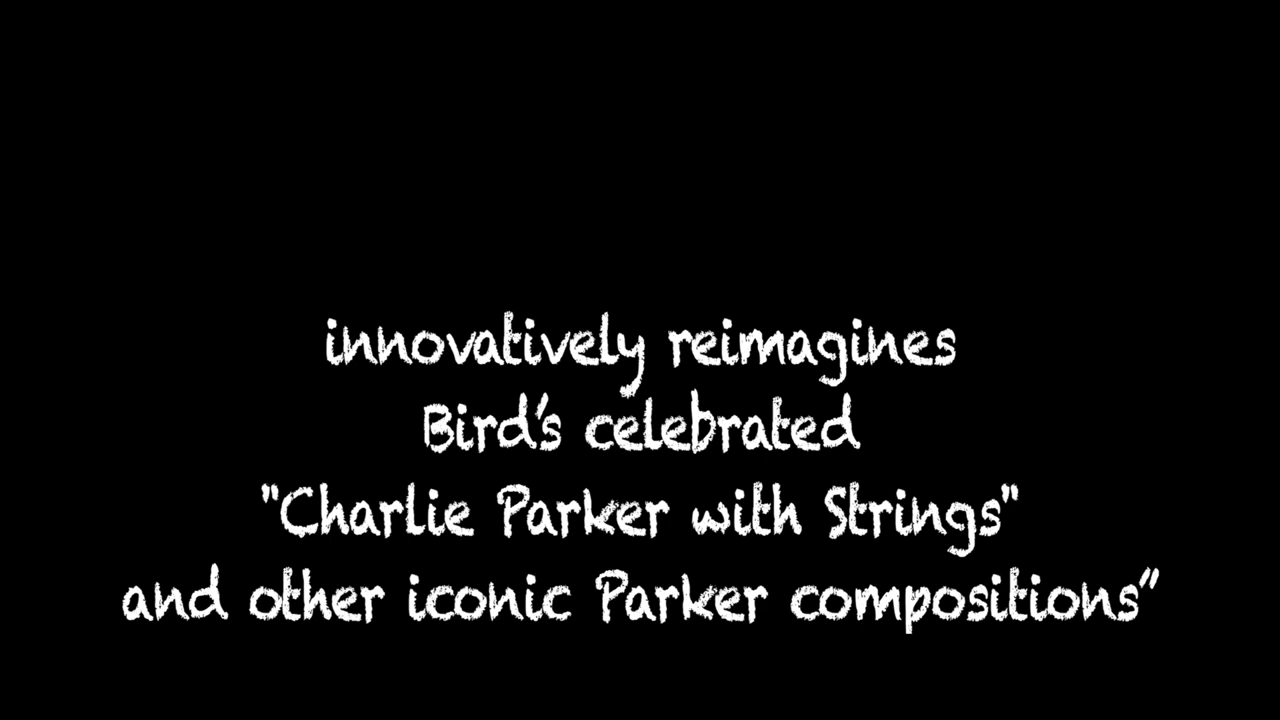 innovatively reimagines
Bird’s celebrated
"Charlie Parker with Strings"
and other iconic Parker compositions”